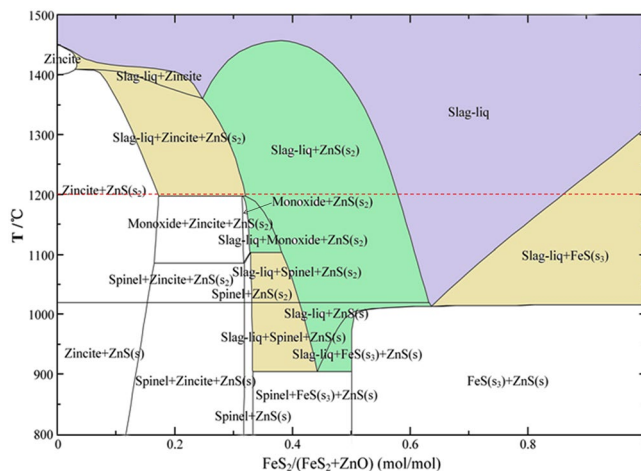 1500
1400
1300
1200
1100
1000
900
800
T /°C
Zincite
Slag-liq+Zincite
Slag-liq
Slag-liq+Zincite+ZnS(s₂)
Slag-liq+ZnS(s₂)
Zincite+ZnS(s₂)
Monoxide+ZnS(s₂)
Monoxide+Zincite+ZnS(s₂)
Slag-liq+Monoxide+ZnS(s₂)
Slag-liq+FeS(s₃)
Spinel+Zincite+ZnS(s₂)
Slag-liq+Spinel+ZnS(s₂)
Spinel+ZnS(s₂)
Slag-liq+ZnS(s)
Slag-liq+Spinel+ZnS(s)
Zincite+ZnS(s)
Slag-liq+FeS(s₃)+ZnS(s)
Spinel+Zincite+ZnS(s)
Spinel+FeS(s₃)+ZnS(s)
FeS(s₃)+ZnS(s)
Spinel+ZnS(s)
0 0.2 0.4 0.6 0.8
FeS₂/(FeS₂+ZnO) (mol/mol)